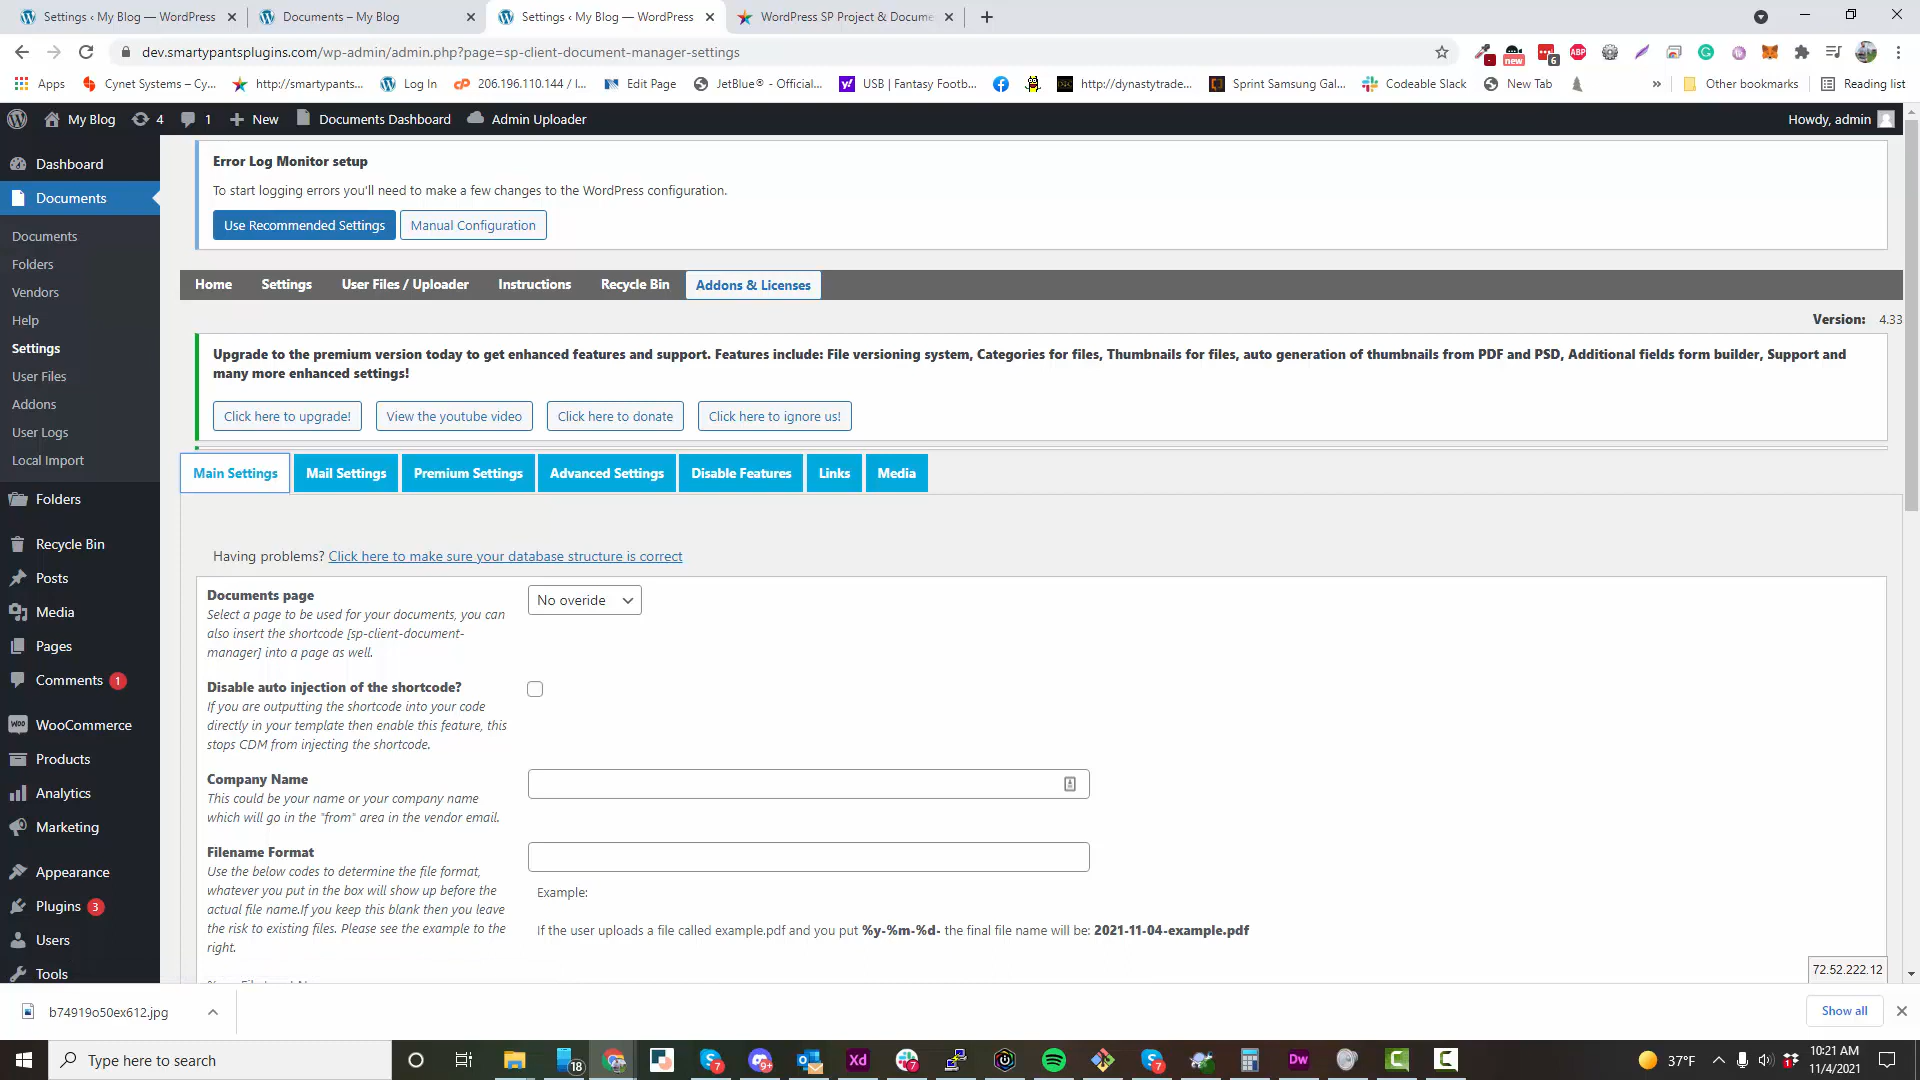 Settings ‹ My Blog — WordPress
Documents – My Blog
Settings ‹ My Blog — WordPress
WordPress SP Project & Docume
dev.smartypantsplugins.com/wp-admin/admin.php?page=sp-client-document-manager-settings
new
6
ABP
Apps
Cynet Systems – Cy...
http://smartypants...
Log In
206.196.110.144 / l...
Edit Page
JetBlue® - Official...
USB | Fantasy Footb...
http://dynastytrade...
Sprint Samsung Gal...
Codeable Slack
New Tab
»
Other bookmarks
Reading list
My Blog
4
1
New
Documents Dashboard
Admin Uploader
Howdy, admin
Dashboard
Documents
Documents
Folders
Vendors
Help
Settings
User Files
Addons
User Logs
Local Import
Folders
Recycle Bin
Posts
Media
Pages
Comments 1
WooCommerce
Products
Analytics
Marketing
Appearance
Plugins 3
Users
Tools
Error Log Monitor setup
To start logging errors you'll need to make a few changes to the WordPress configuration.
Use Recommended Settings
Manual Configuration
Home
Settings
User Files / Uploader
Instructions
Recycle Bin
Addons & Licenses
Version: 4.33
Upgrade to the premium version today to get enhanced features and support. Features include: File versioning system, Categories for files, Thumbnails for files, auto generation of thumbnails from PDF and PSD, Additional fields form builder, Support and
many more enhanced settings!
Click here to upgrade!
View the youtube video
Click here to donate
Click here to ignore us!
Main Settings
Mail Settings
Premium Settings
Advanced Settings
Disable Features
Links
Media
Having problems? Click here to make sure your database structure is correct
Documents page
Select a page to be used for your documents, you can
also insert the shortcode [sp-client-document-
manager] into a page as well.
No overide
Disable auto injection of the shortcode?
If you are outputting the shortcode into your code
directly in your template then enable this feature, this
stops CDM from injecting the shortcode.
Company Name
This could be your name or your company name
which will go in the "from" area in the vendor email.
Filename Format
Use the below codes to determine the file format,
whatever you put in the box will show up before the
actual file name.If you keep this blank then you leave
the risk to existing files. Please see the example to the
right.
Example:
If the user uploads a file called example.pdf and you put %y-%m-%d- the final file name will be: 2021-11-04-example.pdf
72.52.222.12
b74919o50ex612.jpg
Show all
Type here to search
18
7
9+
Xd
7
7
Dw
37°F
10:21 AM
11/4/2021